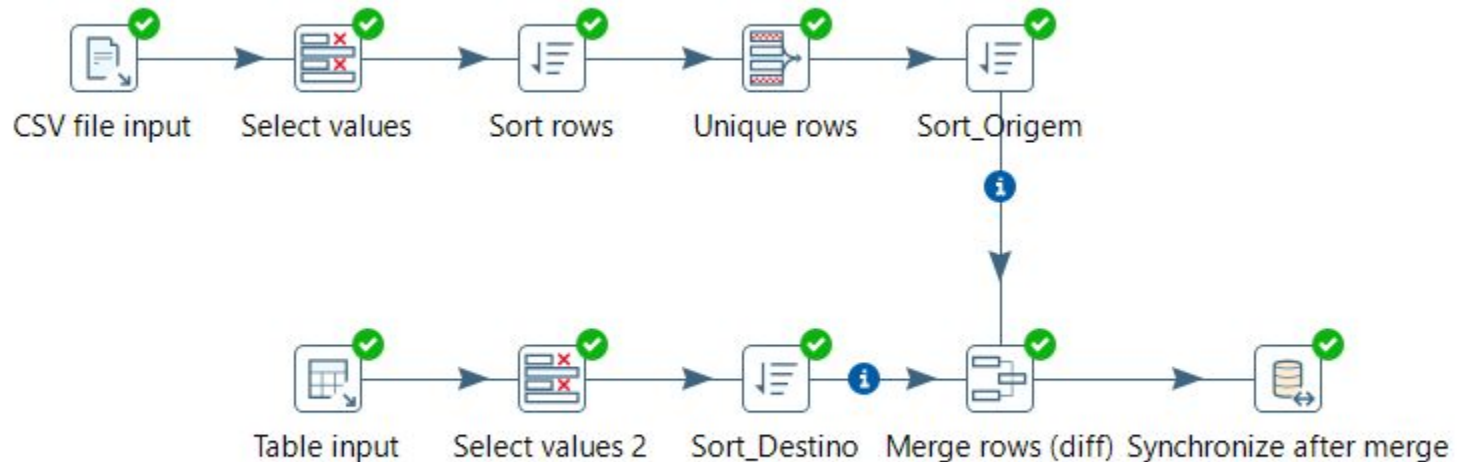 CSV file input
Select values
Sort rows
Unique rows
Sort_Origem
Table input
Select values 2
Sort_Destino
Merge rows (diff)
Synchronize after merge